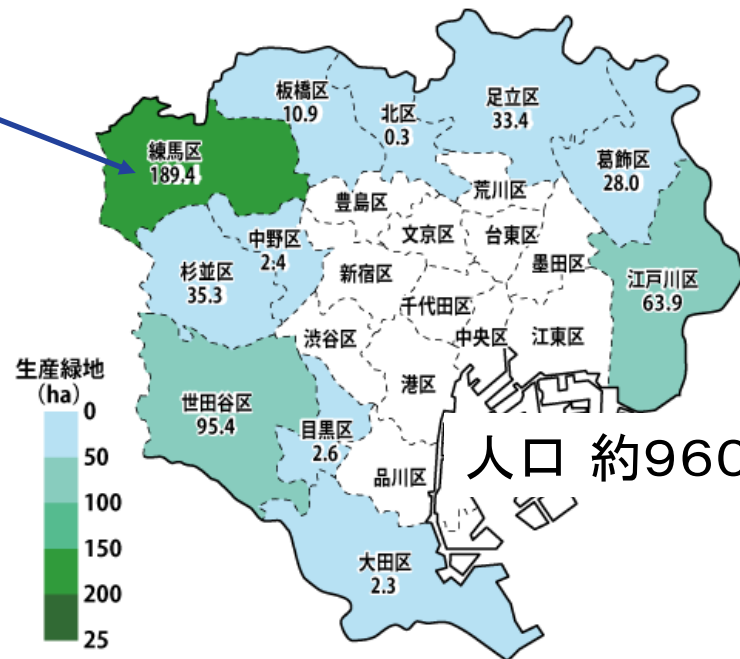 板橋区
10.9
北区
0.3
足立区
33.4
練馬区
189.4
葛飾区
28.0
豊島区
荒川区
文京区
台東区
中野区
2.4
墨田区
杉並区
35.3
新宿区
江戸川区
63.9
千代田区
渋谷区
中央区
江東区
生産緑地
(ha)
0
50
100
150
200
25
世田谷区
95.4
港区
目黒区
2.6
人口 約960
品川区
大田区
2.3